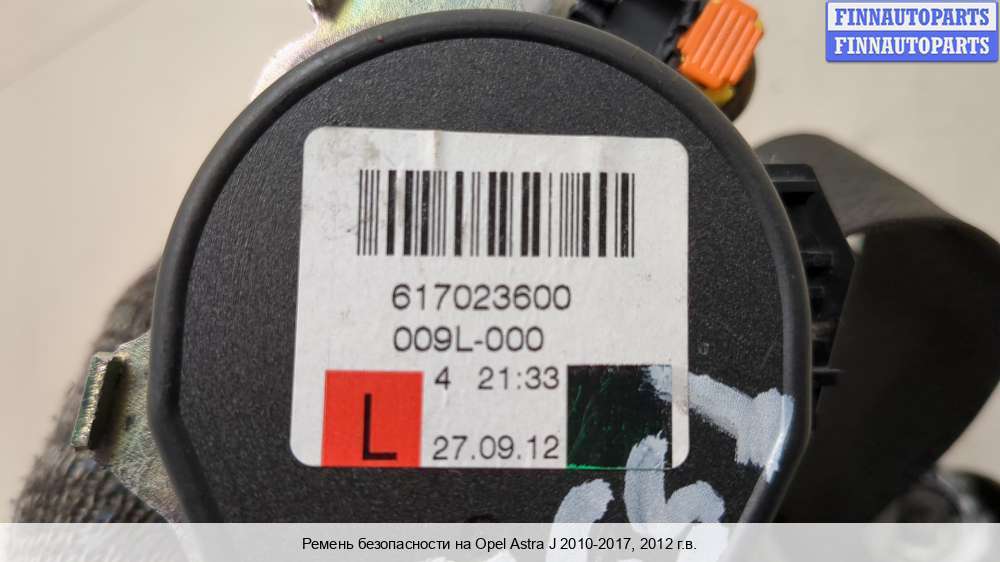 FINNAUTOPARTS
FINNAUTOPARTS
617023600
009L-000
4 21:33
L
27.09.12
Ремень безопасности на Opel Astra J 2010-2017, 2012 г.в.